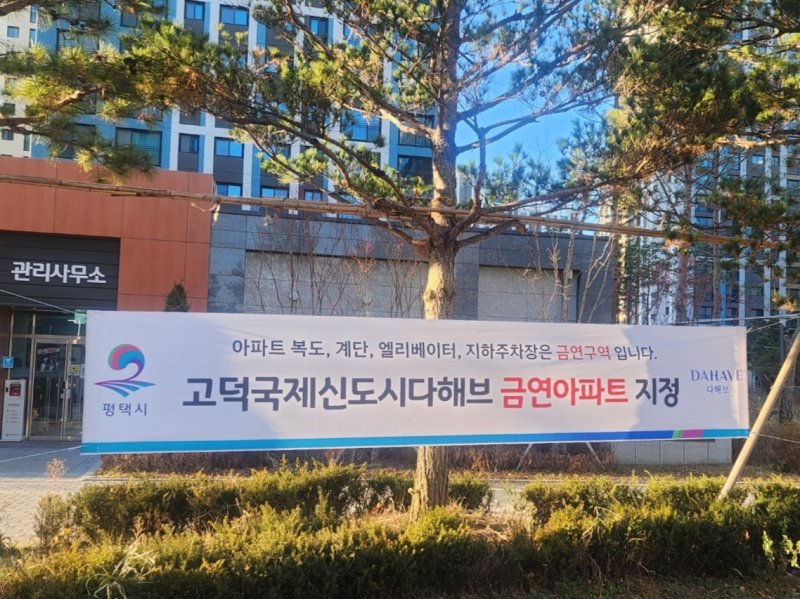 관리사무소
아파트 복도, 계단, 엘리베이터, 지하주차장은 금연구역 입니다.
고덕국제신도시다해브 금연아파트 지정
평택시
DAHAVE
다해브